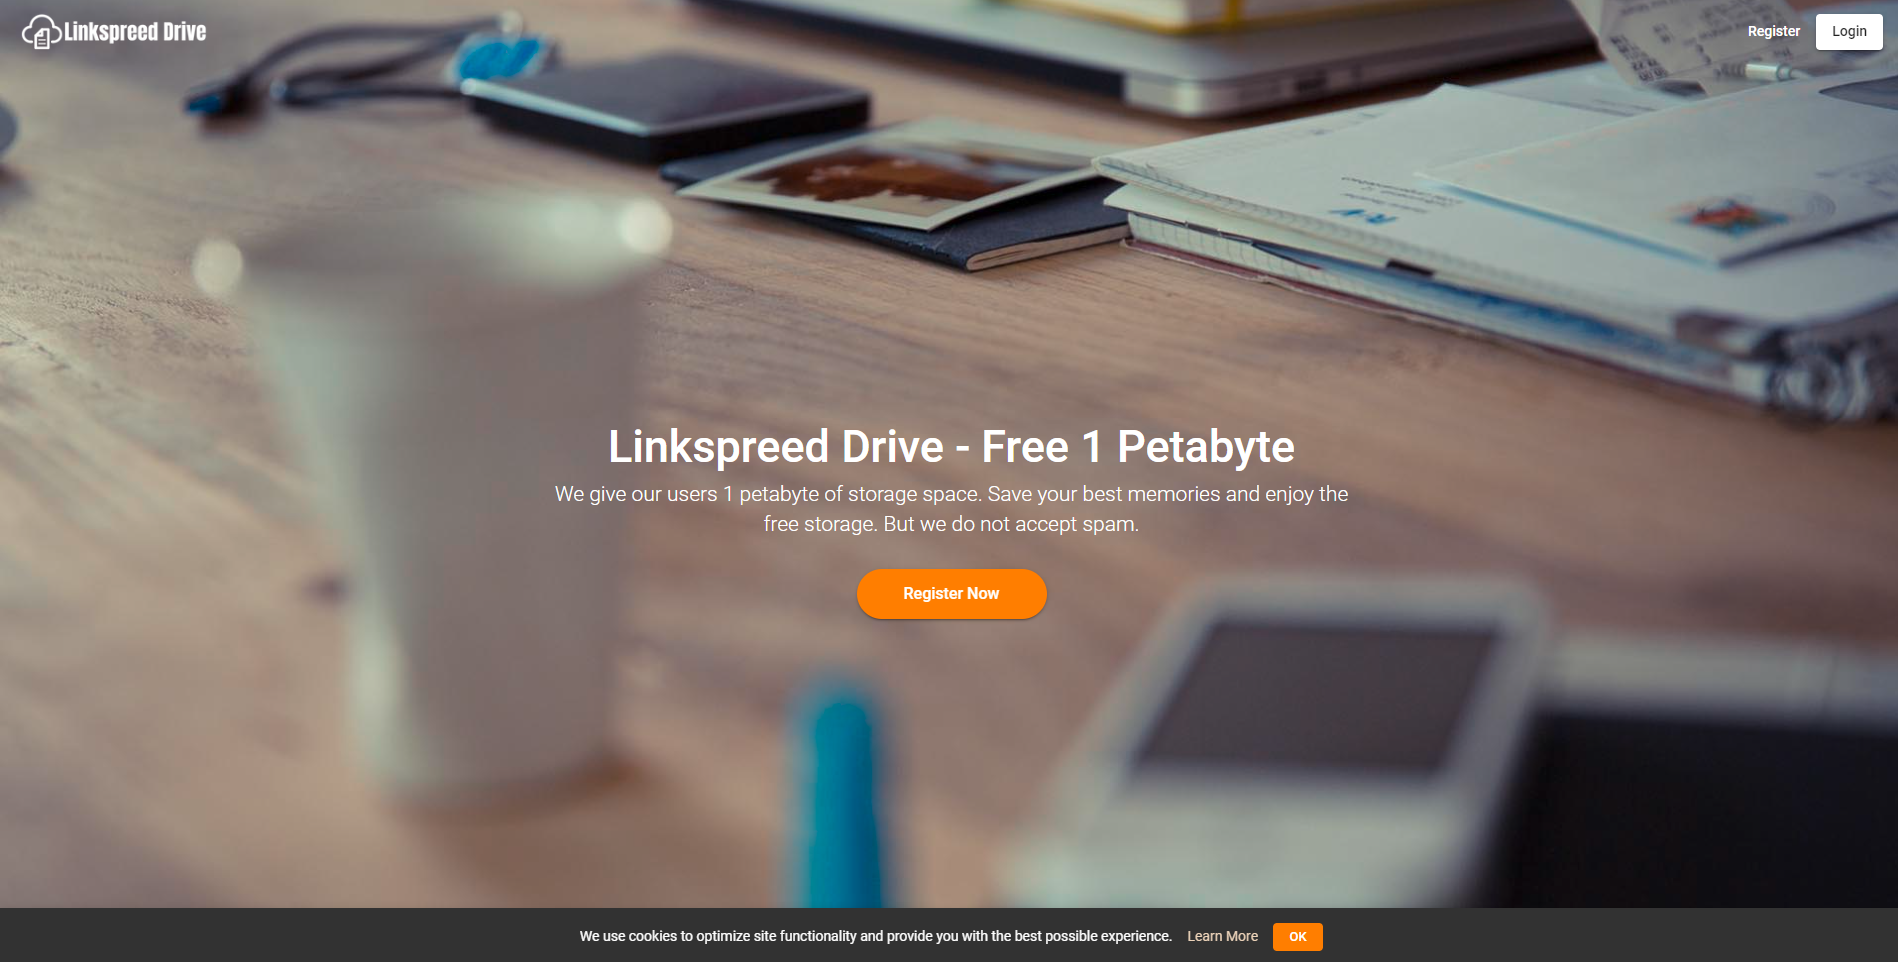 Linkspreed Drive
Register
Login
Linkspreed Drive - Free 1 Petabyte
We give our users 1 petabyte of storage space. Save your best memories and enjoy the
free storage. But we do not accept spam.
Register Now
We use cookies to optimize site functionality and provide you with the best possible experience. Learn More OK